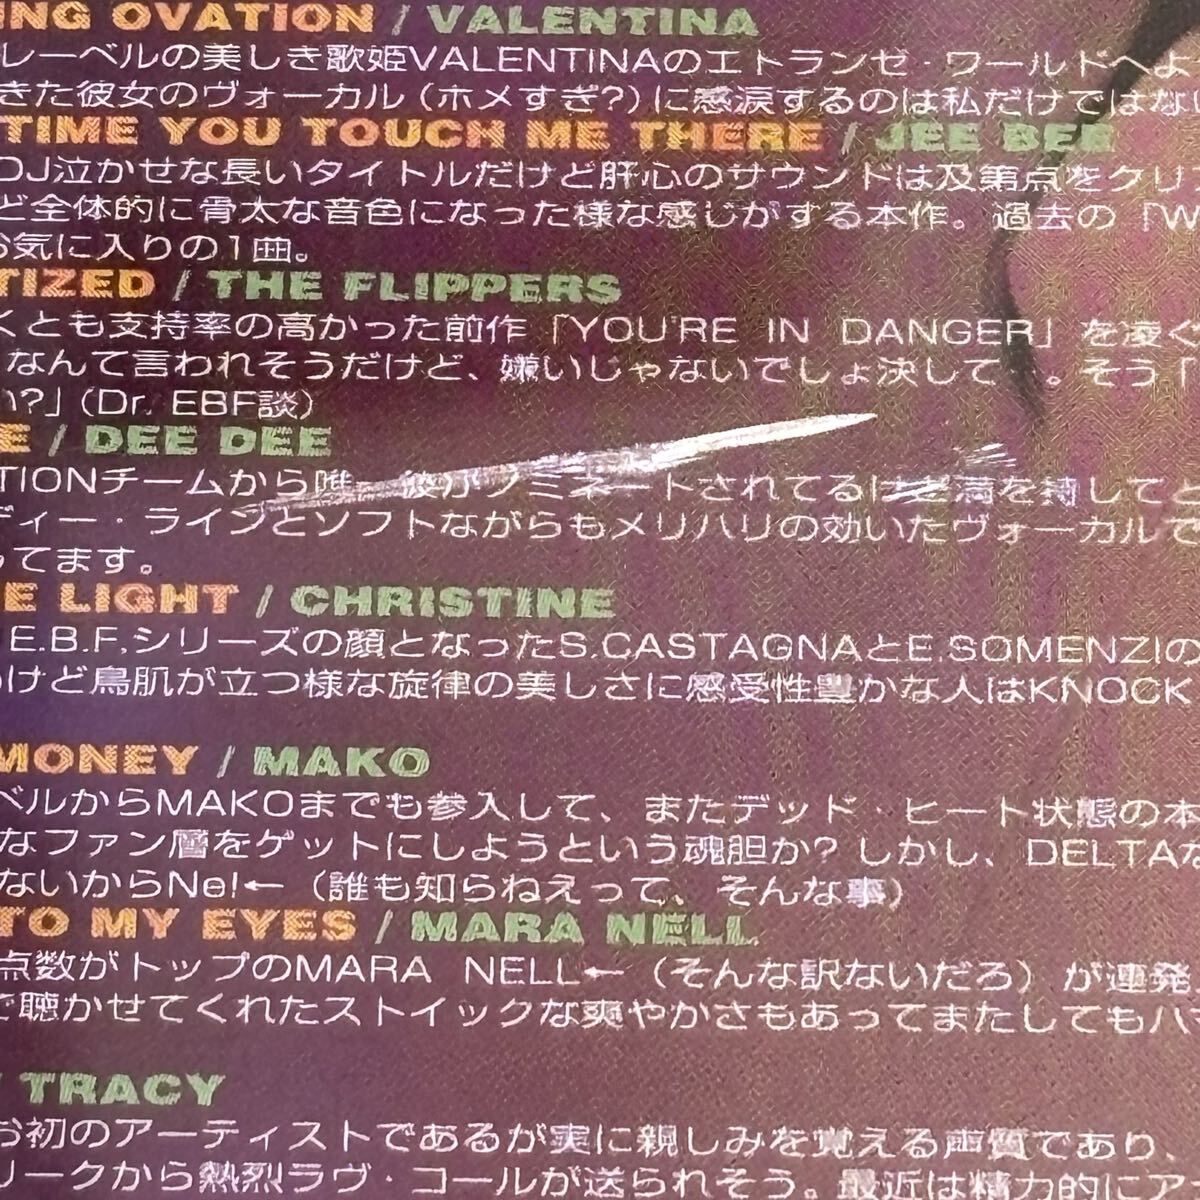 ING OVATION / VALENTINA
レーベルの美しき歌姫VALENTINAのエトランゼ・ワールドへよ
きた彼女のヴォーカル(ホメすぎ?)に感涙するのは私だけではな
TIME YOU TOUCH ME THERE / JEE BEE
DJ泣かせな長いタイトルだけど肝心のサウンドは及第点をクリ
ど全体的に骨太な音色になった様な感じがする本作。過去の「W
お気に入りの1曲。
TIZED / THE FLIPPERS
くとも支持率の高かった前作「YOU'RE IN DANGER」を凌ぐ
なんて言われそうだけど、嫌いじゃないでしょ決して 。そう「
い?」(Dr. EBF談)
E / DEE DEE
TIONチームから唯 彼がノミネートされてるけど満を持してと
ディー・ラインとソフトながらもメリハリの効いたヴォーカルで
ってます。
E LIGHT / CHRISTINE
E.B.F.シリーズの顔となったS.CASTAGNAとE.SOMENZIの
けど鳥肌が立つ様な旋律の美しさに感受性豊かな人はKNOCK
MONEY / MAKO
ベルからMAKOまでも参入して、またデッド・ヒート状態の本
なファン層をゲットにしようという魂胆か? しかし、DELTAな
ないからNe!← (誰も知らねえって、そんな事)
TO MY EYES / MARA NELL
点数がトップのMARA NELL← (そんな訳ないだろ) が連発
で聴かせてくれたストイックな爽やかさもあってまたしてもハマ
/ TRACY
お初のアーティストであるが実に親しみを覚える声質であり、
リークから熱烈ラヴ・コールが送られそう。最近は精力的にア